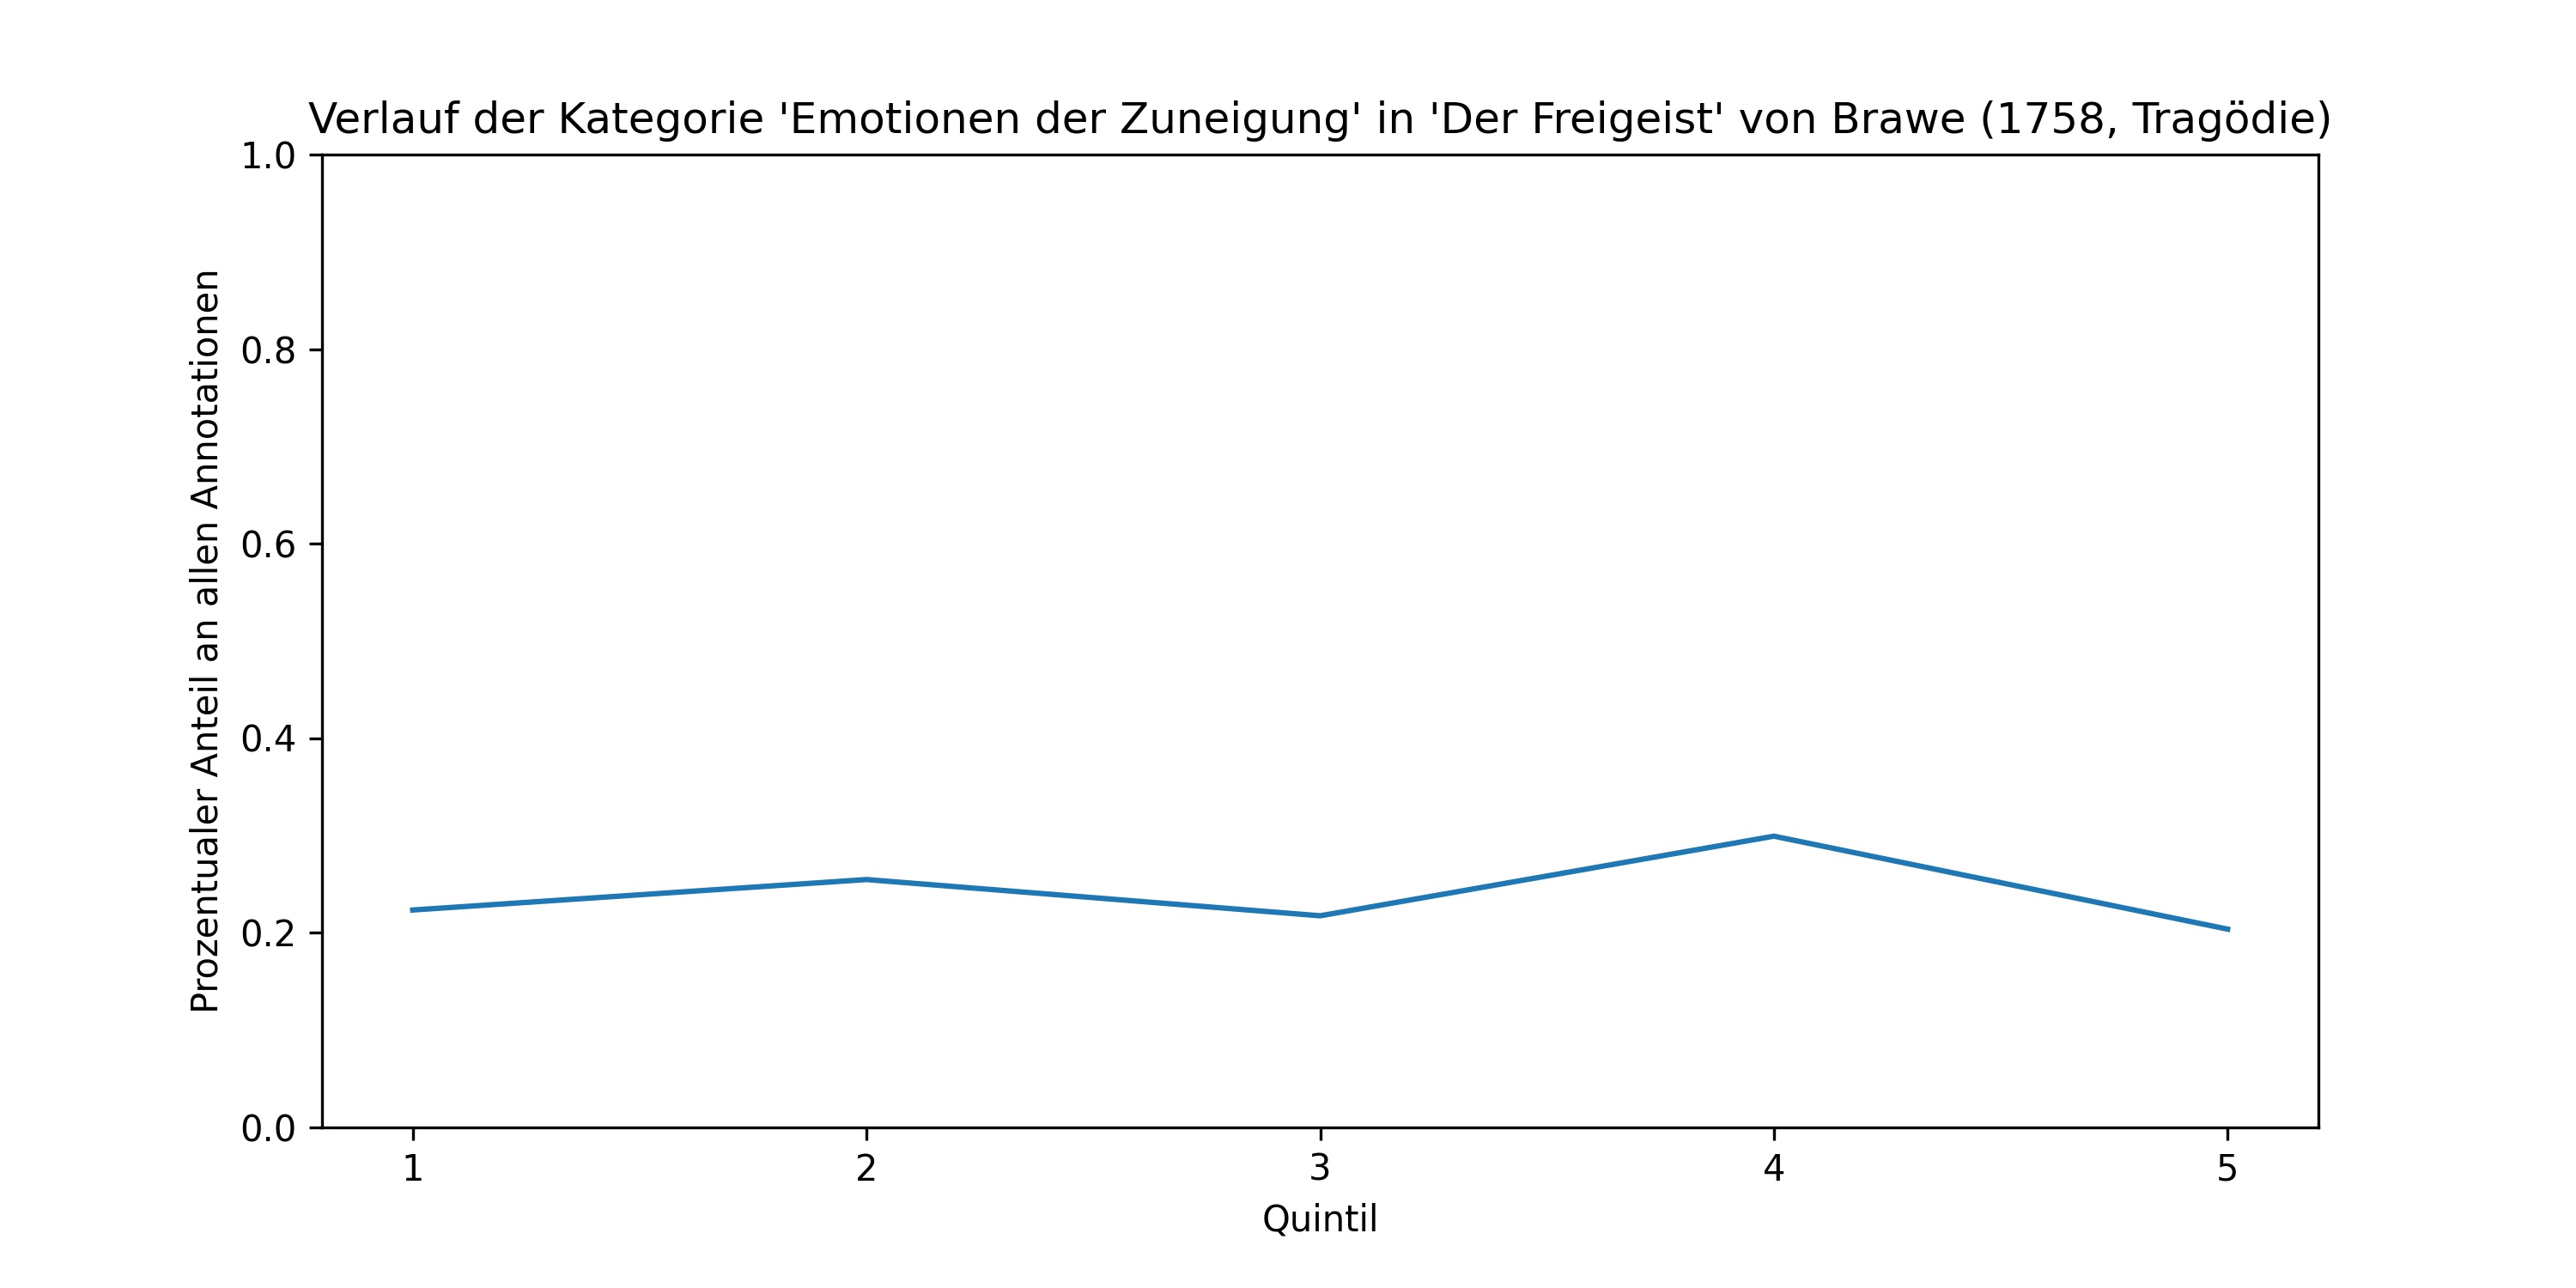 Verlauf der Kategorie 'Emotionen der Zuneigung' in 'Der Freigeist' von Brawe (1758, Tragödie)
Prozentualer Anteil an allen Annotationen
1.0
0.8
0.6
0.4
0.2
0.0
1 2 3 4 5
Quintil